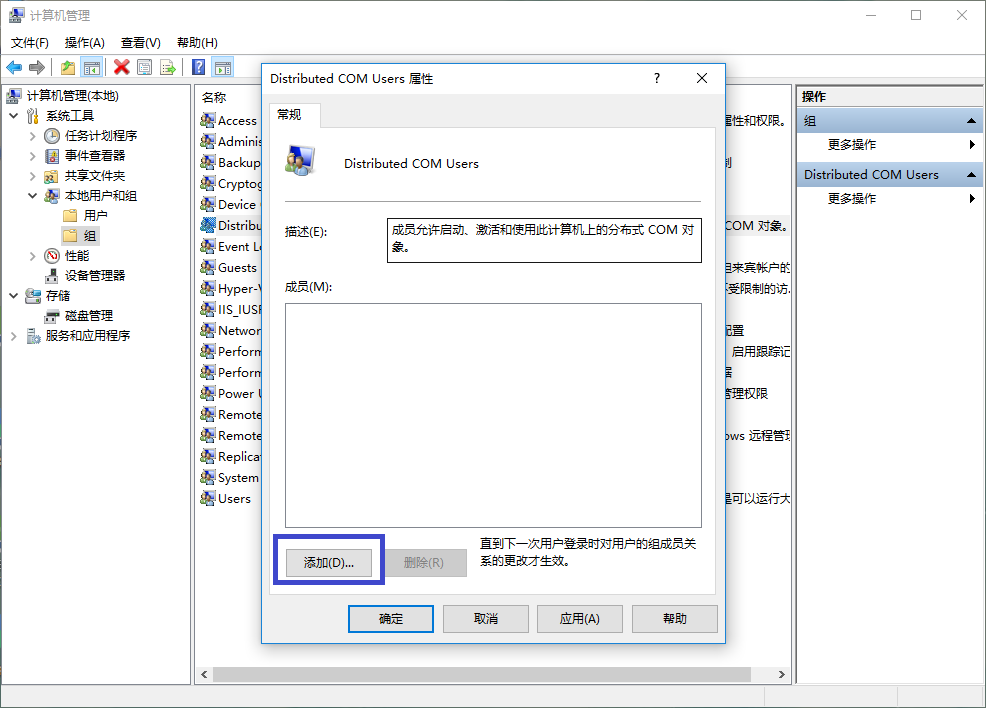 计算机管理
文件(F) 操作(A) 查看(V) 帮助(H)
计算机管理(本地)
系统工具
任务计划程序
事件查看器
共享文件夹
本地用户和组
用户
组
性能
设备管理器
存储
磁盘管理
服务和应用程序
名称
Access
Adminis
Backup
Cryptog
Device
Distribu
Event Lo
Guests
Hyper-V
IIS_IUSR
Networ
Perform
Perform
Power U
Remote
Remote
Replicat
System
Users
Distributed COM Users 属性
常规
Distributed COM Users
描述(E):
成员允许启动、激活和使用此计算机上的分布式 COM 对
象。
成员(M):
添加(D)...
删除(R)
直到下一次用户登录时对用户的组成员关
系的更改才生效。
确定
取消
应用(A)
帮助
属性和权限。
COM 对象。
来宾帐户的
受限制的访
配置
启用跟踪记
管理权限
ows 远程管理
是可以运行大
操作
组
更多操作
Distributed COM Users
更多操作